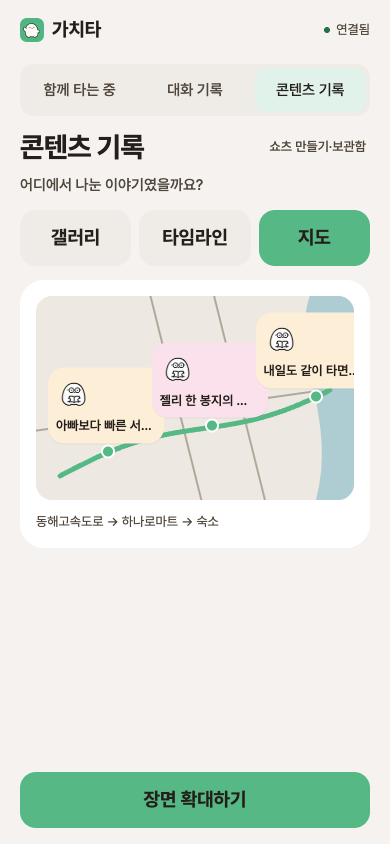 가치타
연결됨
함께 타는 중
대화 기록
콘텐츠 기록
콘텐츠 기록
쇼츠 만들기·보관함
어디에서 나눈 이야기였을까요?
갤러리
타임라인
지도
내일도 같이 타면..
젤리 한 봉지의 ...
아빠보다 빠른 서...
동해고속도로 → 하나로마트 → 숙소
장면 확대하기